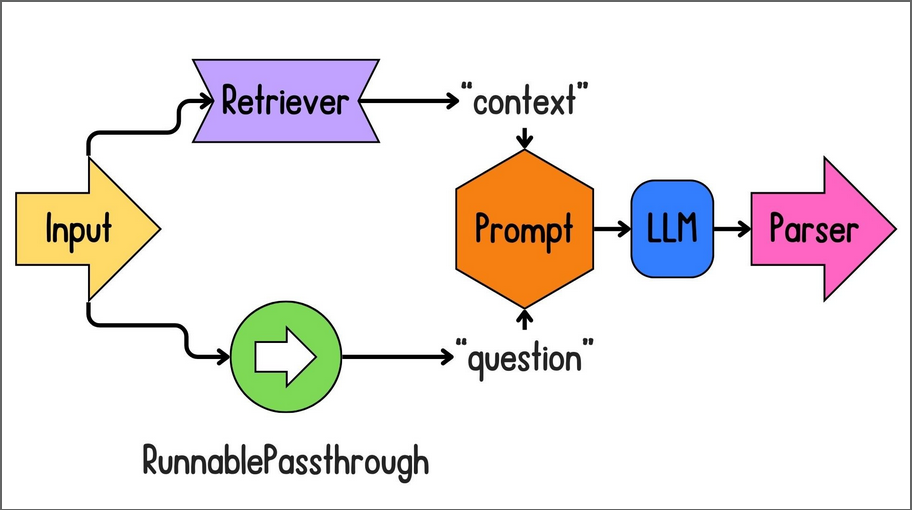 Retriever
“context”
Input
Prompt
LLM
Parser
“question”
RunnablePassthrough